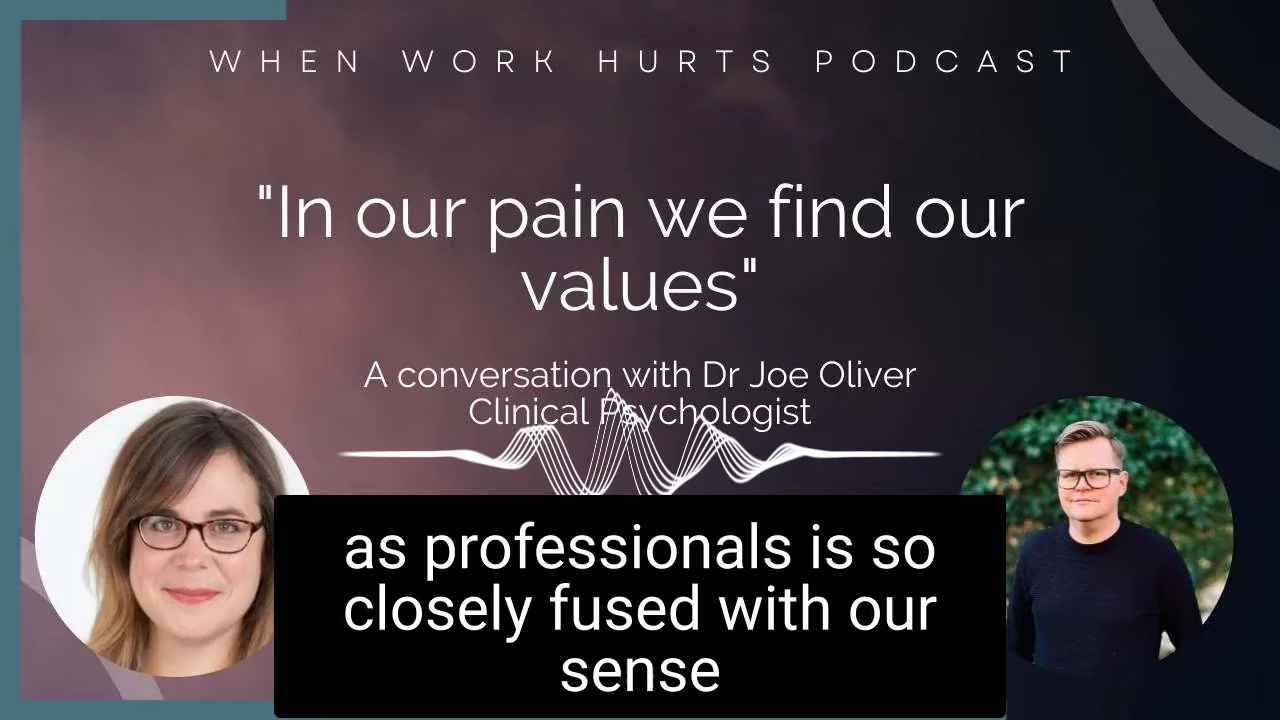 WHEN WORK HURTS PODCAST
"In our pain we find our
values"
A conversation with Dr Joe Oliver
Clinical Psychologist
as professionals is so
closely fused with our
sense